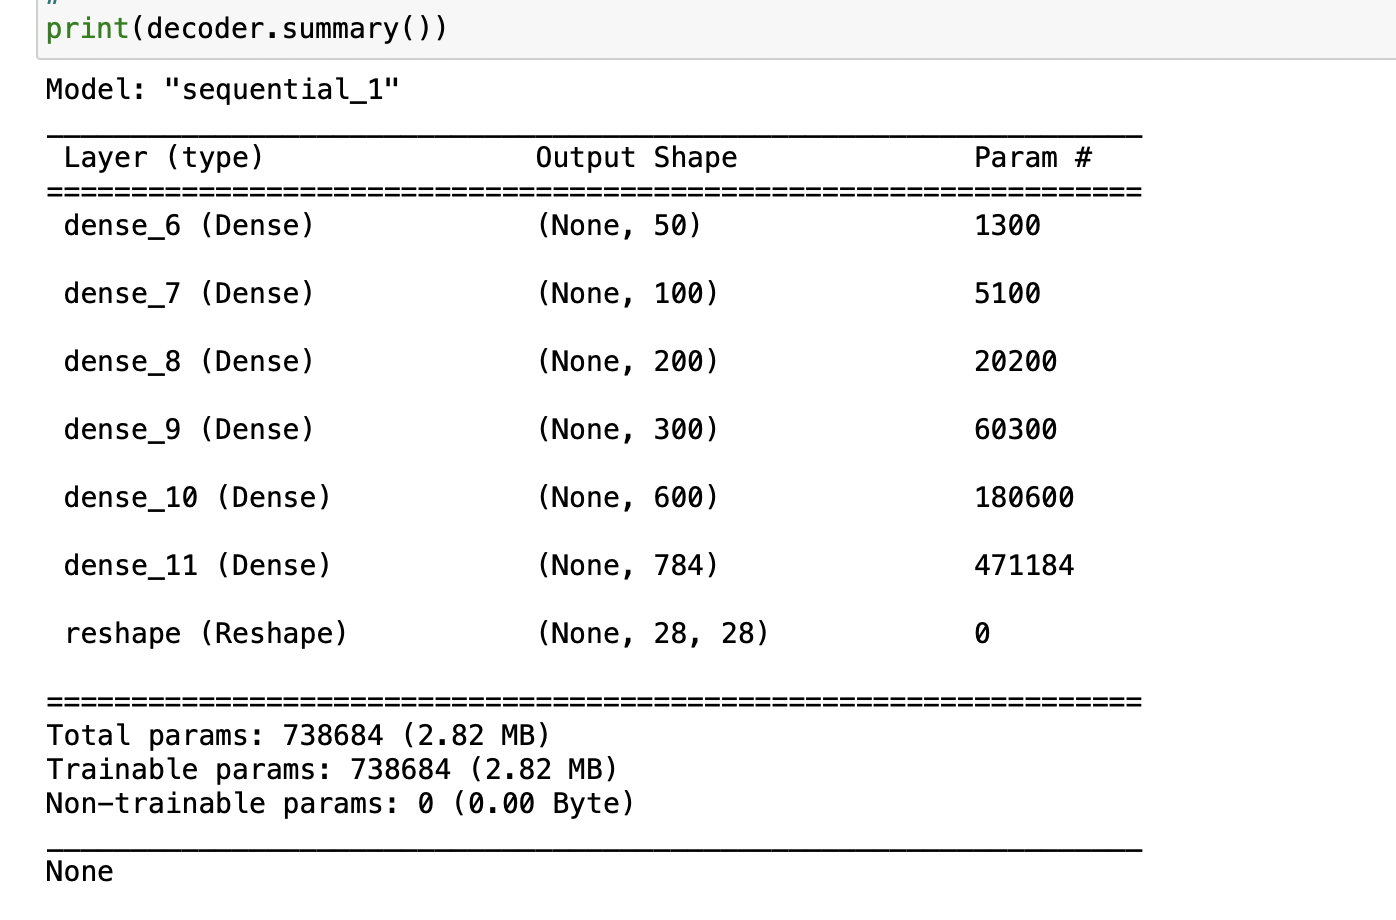 print(decoder.summary())
Model: "sequential_1"
Layer (type) Output Shape Param #
dense_6 (Dense) (None, 50) 1300
dense_7 (Dense) (None, 100) 5100
dense_8 (Dense) (None, 200) 20200
dense_9 (Dense) (None, 300) 60300
dense_10 (Dense) (None, 600) 180600
dense_11 (Dense) (None, 784) 471184
reshape (Reshape) (None, 28, 28) 0
Total params: 738684 (2.82 MB)
Trainable params: 738684 (2.82 MB)
Non-trainable params: 0 (0.00 Byte)
None